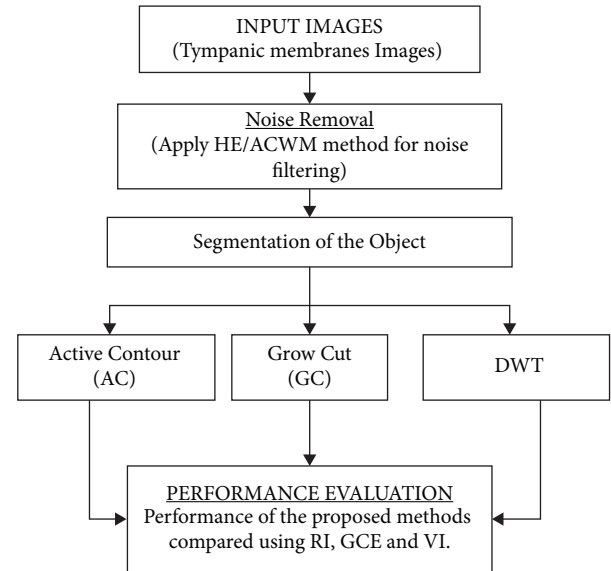 INPUT IMAGES
(Tympanic membranes Images)
Noise Removal
(Apply HE/ACWM method for noise
filtering)
Segmentation of the Object
Active Contour
(AC)
Grow Cut
(GC)
DWT
PERFORMANCE EVALUATION
Performance of the proposed methods
compared using RI, GCE and VI.